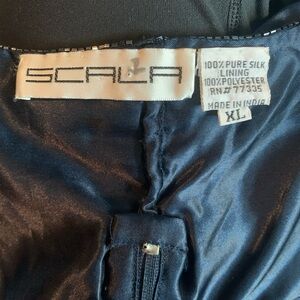 SCALA
100% PURE SILK
LINING
100% POLYESTER
RN# 77335
MADE IN INDIA
XL